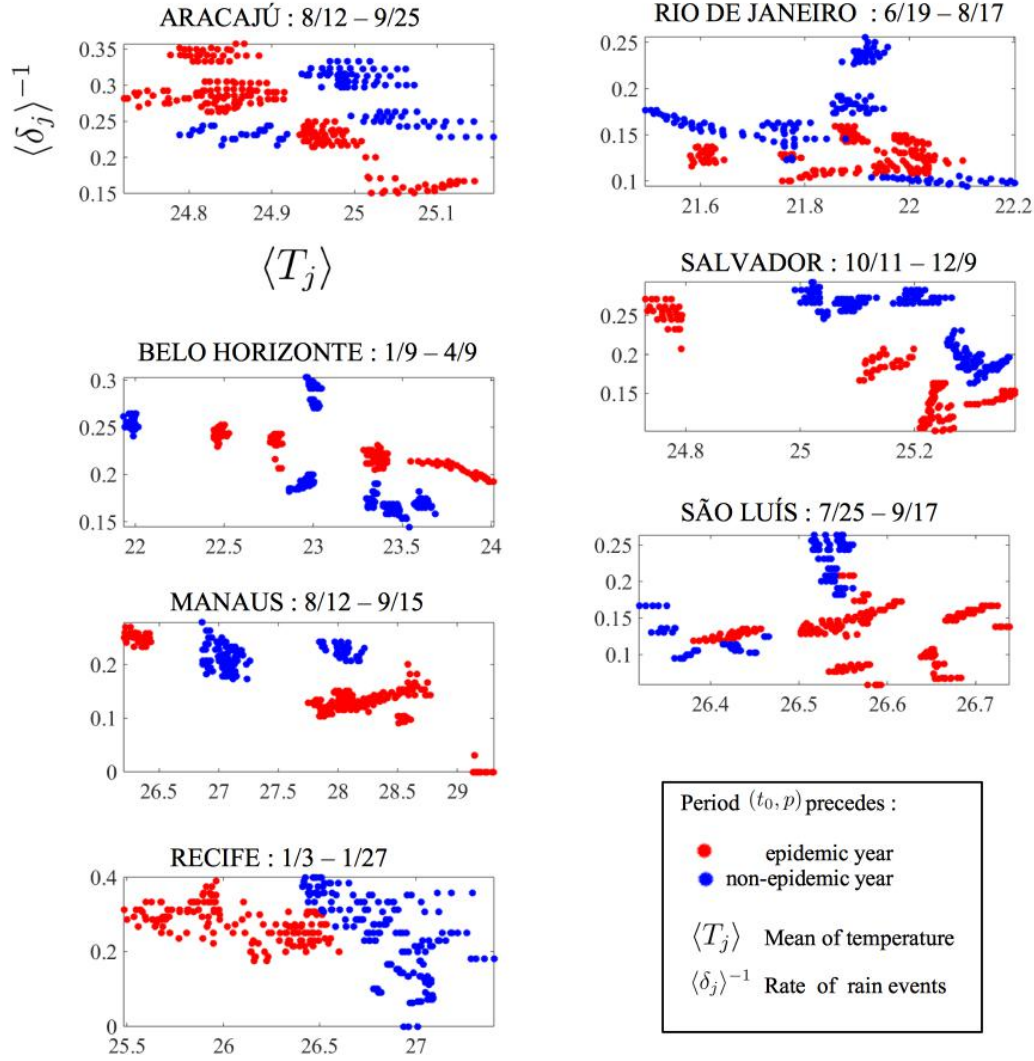 ARACAJÚ : 8/12 – 9/25
0.35
0.3
0.25
0.2
0.15
24.8 24.9 25 25.1
⟨δj⟩⁻¹
⟨Tj⟩
BELO HORIZONTE : 1/9 – 4/9
0.3
0.25
0.2
0.15
22 22.5 23 23.5 24
MANAUS : 8/12 – 9/15
0.2
0.1
0
26.5 27 27.5 28 28.5 29
RECIFE : 1/3 – 1/27
0.4
0.2
0
25.5 26 26.5 27
RIO DE JANEIRO : 6/19 – 8/17
0.25
0.2
0.15
0.1
21.6 21.8 22 22.2
SALVADOR : 10/11 – 12/9
0.25
0.2
0.15
24.8 25 25.2
SÃO LUÍS : 7/25 – 9/17
0.25
0.2
0.15
0.1
26.4 26.5 26.6 26.7
Period (t₀, p) precedes :
epidemic year
non-epidemic year
⟨Tj⟩ Mean of temperature
⟨δj⟩⁻¹ Rate of rain events